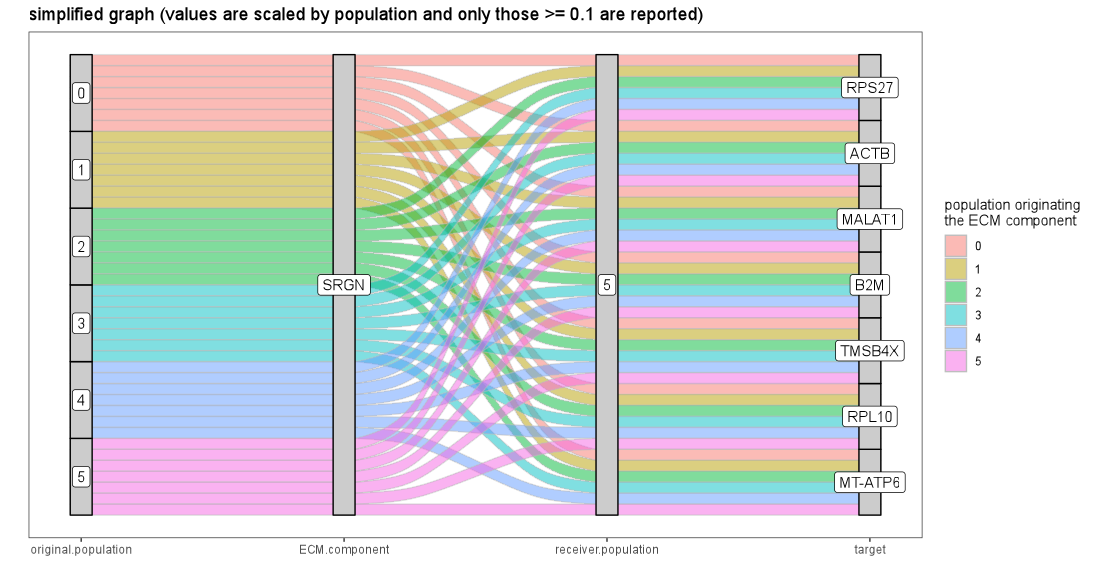 simplified graph (values are scaled by population and only those >= 0.1 are reported)
0
1
2
3
4
5
SRGN
5
RPS27
ACTB
MALAT1
B2M
TMSB4X
RPL10
MT-ATP6
original.population
ECM.component
receiver.population
target
population originating
the ECM component
0
1
2
3
4
5